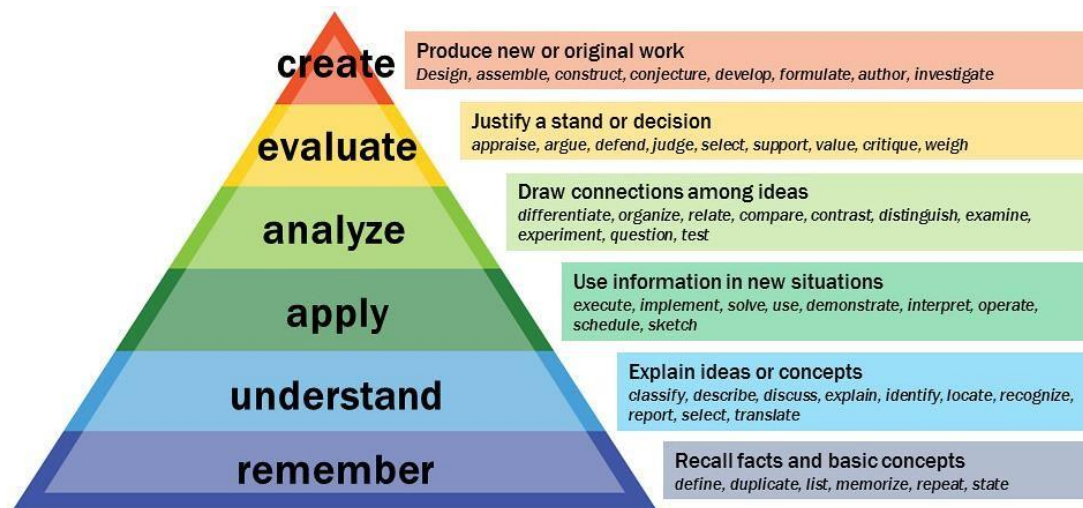 create
Produce new or original work
Design, assemble, construct, conjecture, develop, formulate, author, investigate
evaluate
Justify a stand or decision
appraise, argue, defend, judge, select, support, value, critique, weigh
analyze
Draw connections among ideas
differentiate, organize, relate, compare, contrast, distinguish, examine,
experiment, question, test
apply
Use information in new situations
execute, implement, solve, use, demonstrate, interpret, operate,
schedule, sketch
understand
Explain ideas or concepts
classify, describe, discuss, explain, identify, locate, recognize,
report, select, translate
remember
Recall facts and basic concepts
define, duplicate, list, memorize, repeat, state